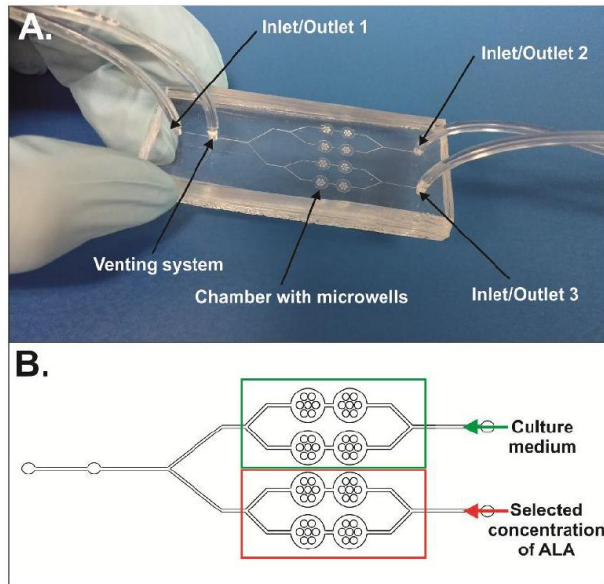 A.
Inlet/Outlet 1
Inlet/Outlet 2
Venting system
Chamber with microwells
Inlet/Outlet 3
B.
Culture
medium
Selected
concentration
of ALA